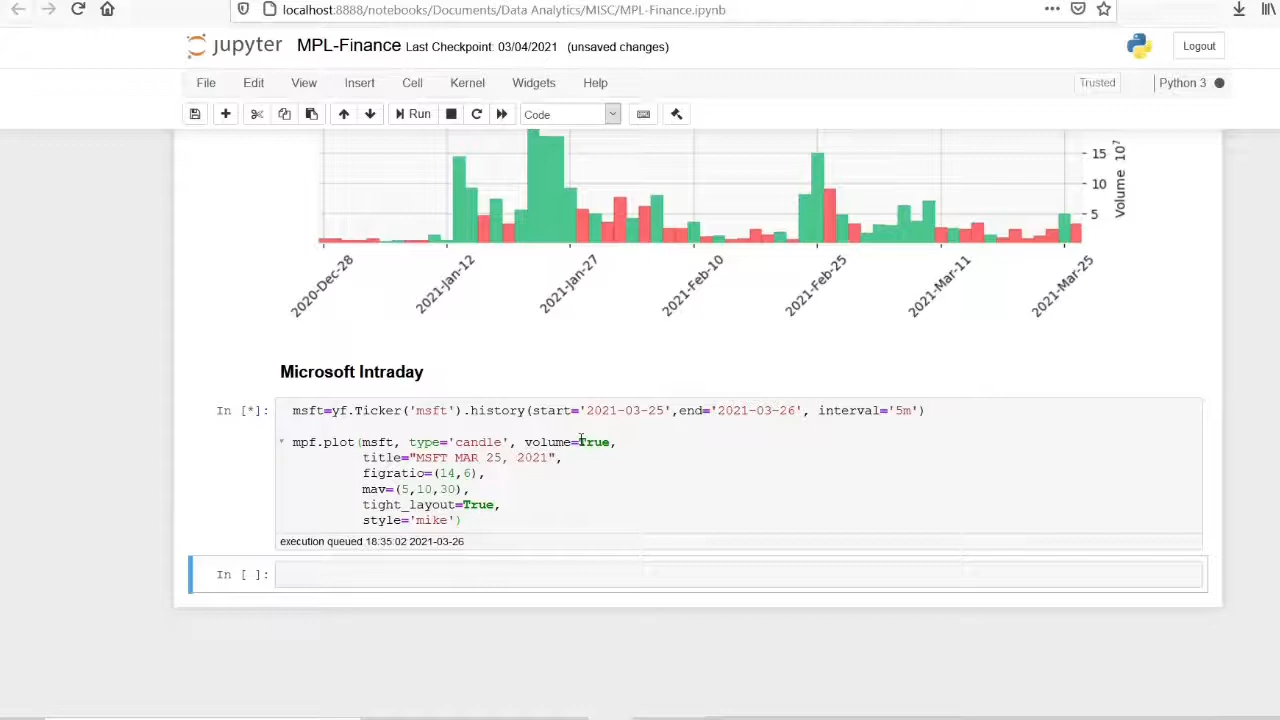 localhost:8888/notebooks/Documents/Data Analytics/MISC/MPL-Finance.ipynb
jupyter MPL-Finance Last Checkpoint: 03/04/2021 (unsaved changes)
Logout
File Edit View Insert Cell Kernel Widgets Help
Trusted
Python 3
Run
Code
15
10
5
Volume 10^7
2020-Dec-28
2021-Jan-12
2021-Jan-27
2021-Feb-10
2021-Feb-25
2021-Mar-11
2021-Mar-25
Microsoft Intraday
In [*]: msft=yf.Ticker('msft').history(start='2021-03-25',end='2021-03-26', interval='5m')
mpf.plot(msft, type='candle', volume=True,
title="MSFT MAR 25, 2021",
figratio=(14,6),
mav=(5,10,30),
tight_layout=True,
style='mike')
execution queued 18:35:02 2021-03-26
In [ ]: